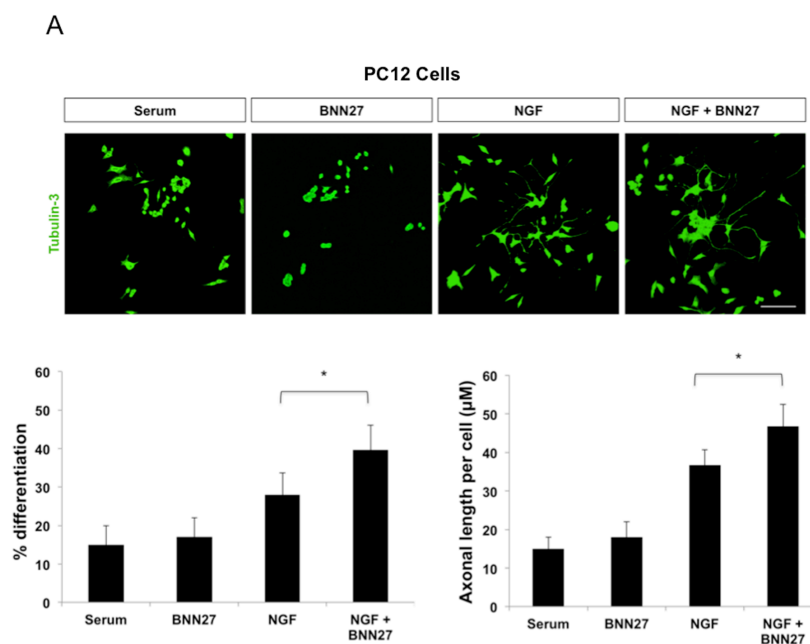 A
PC12 Cells
Serum
BNN27
NGF
NGF + BNN27
Tubulin-3
% differentiation
60
50
40
30
20
10
0
*
Serum
BNN27
NGF
NGF +
BNN27
Axonal length per cell (µM)
60
50
40
30
20
10
0
*
Serum
BNN27
NGF
NGF +
BNN27